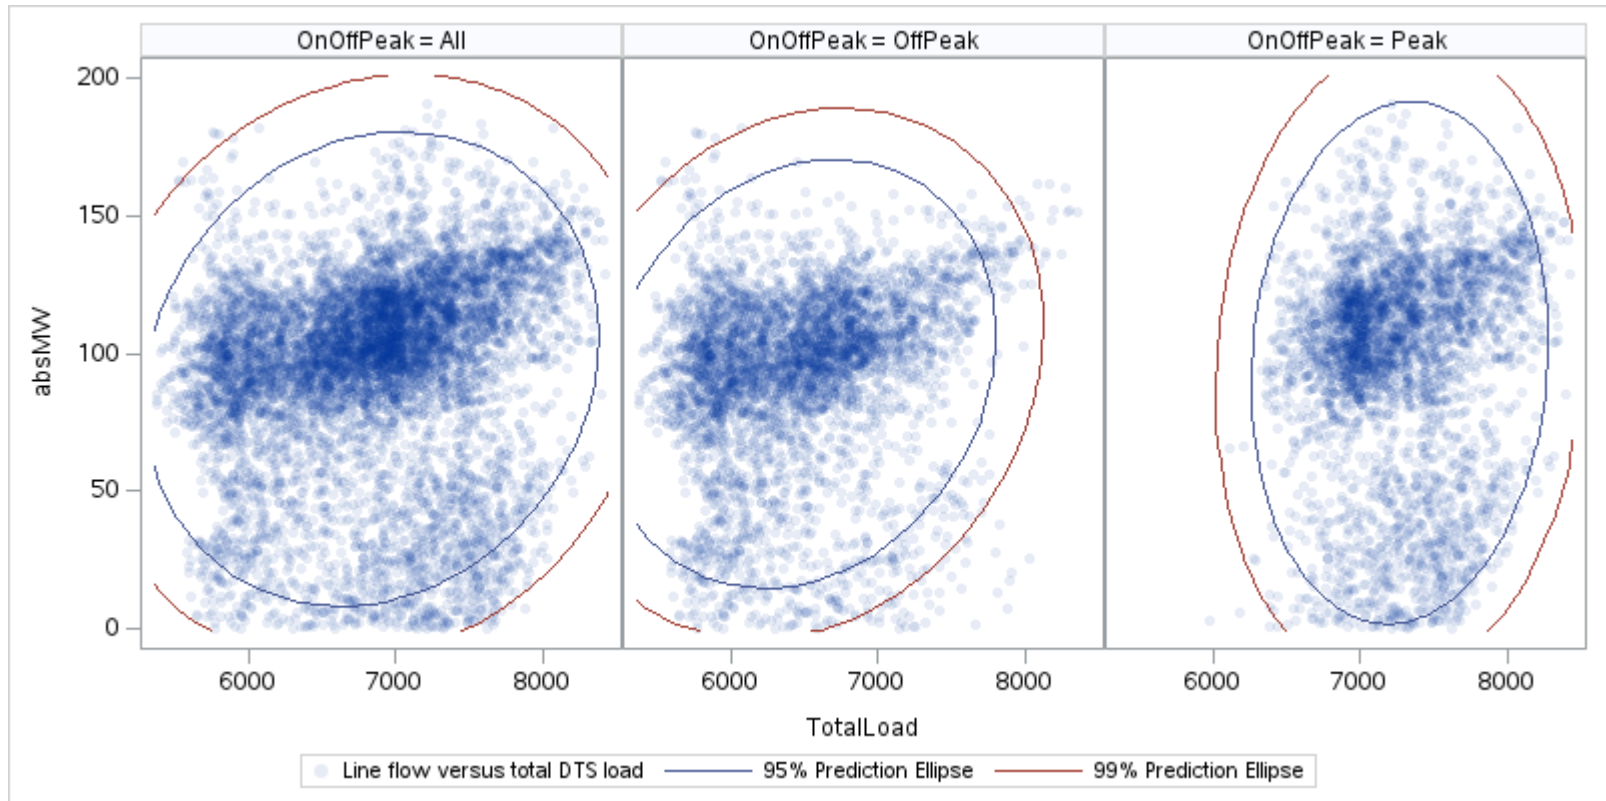 OnOffPeak = All
OnOffPeak = OffPeak
OnOffPeak = Peak
200
150
100
50
0
absMW
6000 7000 8000
6000 7000 8000
6000 7000 8000
TotalLoad
Line flow versus total DTS load
95% Prediction Ellipse
99% Prediction Ellipse